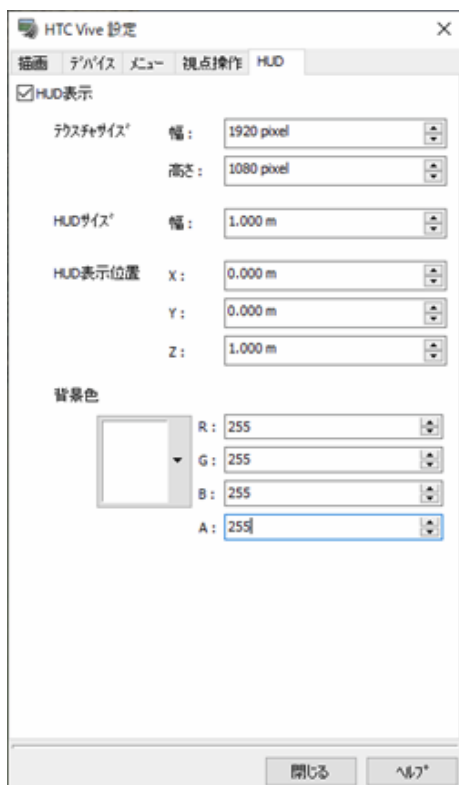 HTC Vive 設定
描画 ﾃﾞﾊﾞｲｽ ﾒﾆｭｰ 視点操作 HUD
HUD表示
ﾃｸｽﾁｬｻｲｽﾞ 幅： 1920 pixel
高さ： 1080 pixel
HUDｻｲｽﾞ 幅： 1.000 m
HUD表示位置 X： 0.000 m
Y： 0.000 m
Z： 1.000 m
背景色
R： 255
G： 255
B： 255
A： 255
閉じる ﾍﾙﾌﾟ